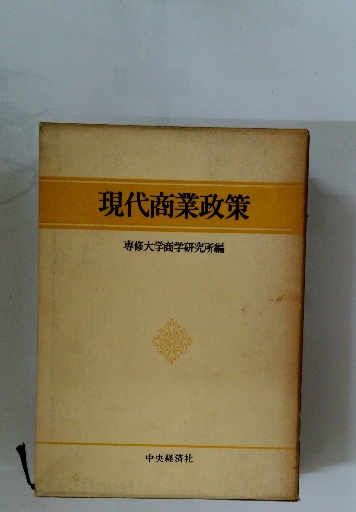 現代商業政策
専修大学商学研究所編
中央経済社